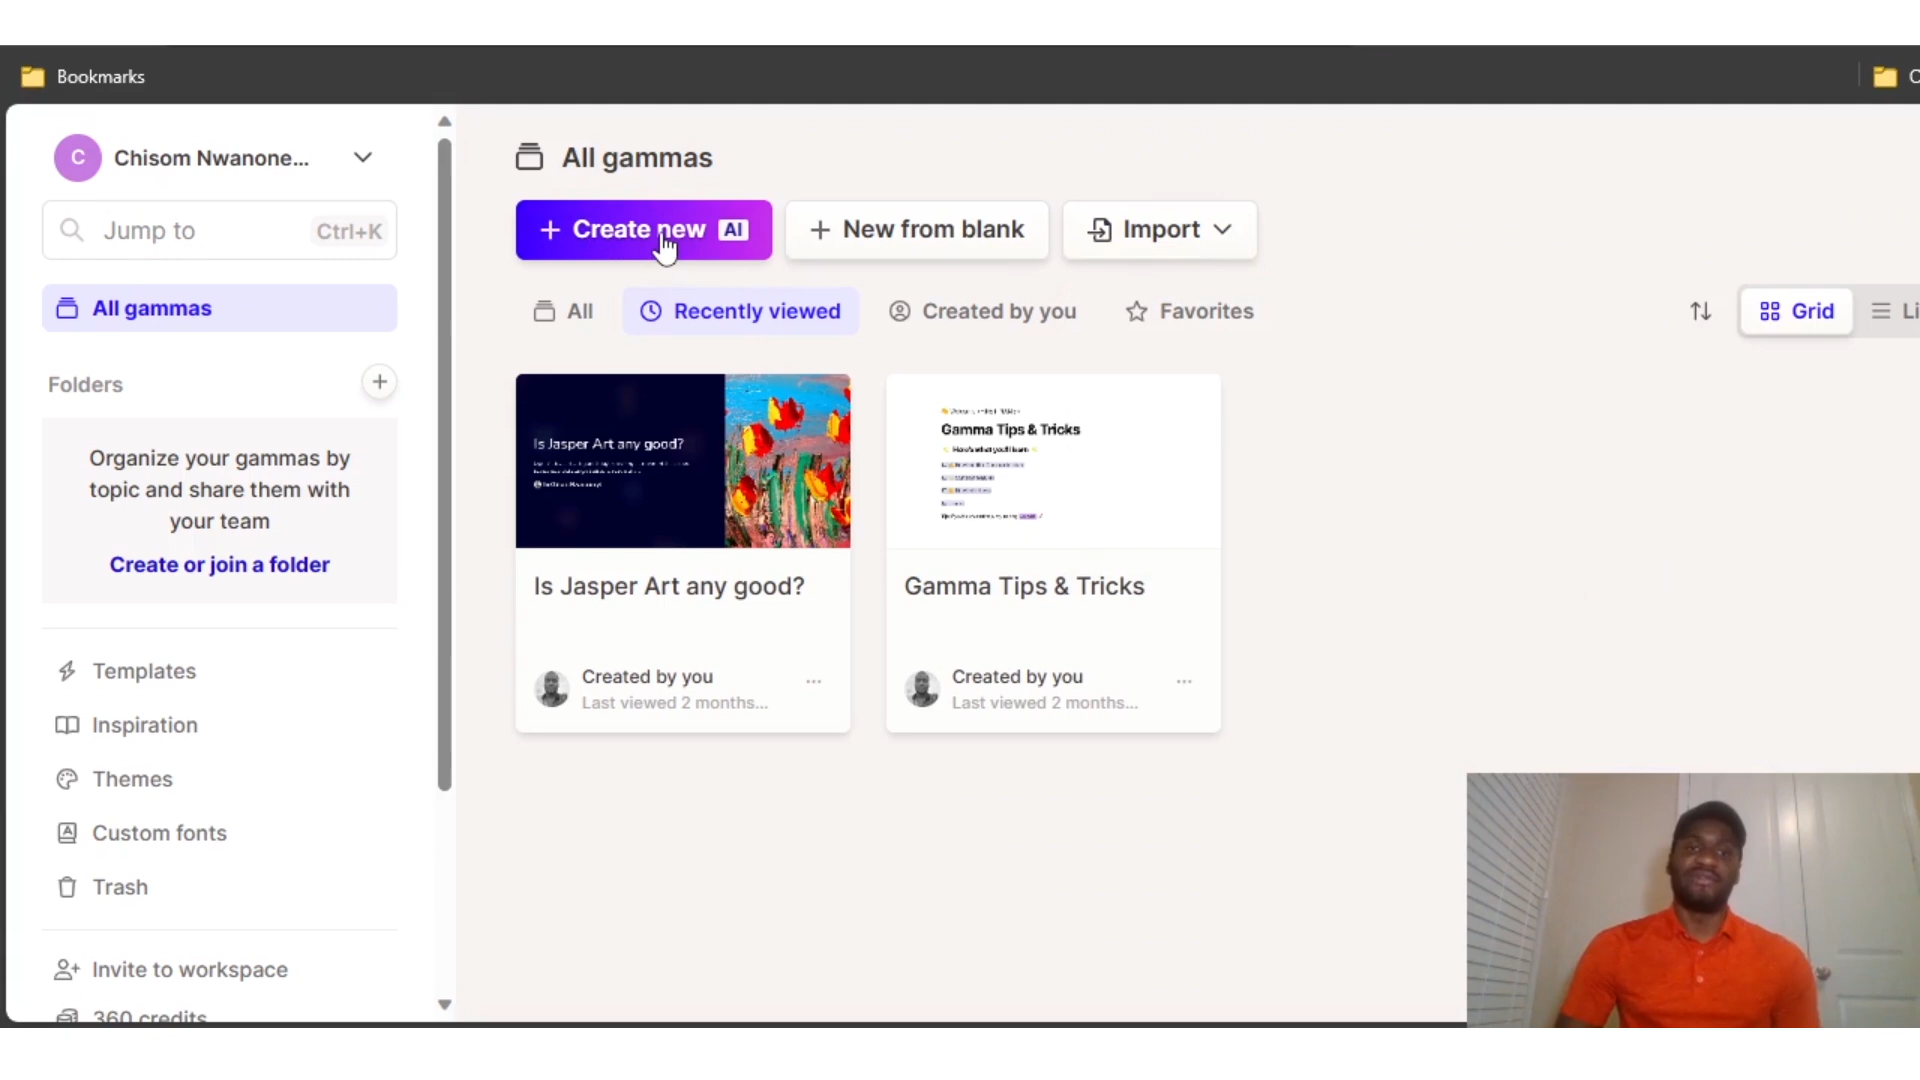 Bookmarks
C
Chisom Nwanone...
Jump to
Ctrl+K
All gammas
Folders
Organize your gammas by
topic and share them with
your team
Create or join a folder
Templates
Inspiration
Themes
Custom fonts
Trash
Invite to workspace
360 credits
All gammas
+ Create new AI
+ New from blank
Import
All
Recently viewed
Created by you
Favorites
Grid
Is Jasper Art any good?
Gamma Tips & Tricks
Is Jasper Art any good?
Created by you
Last viewed 2 months...
...
Gamma Tips & Tricks
Created by you
Last viewed 2 months...
...